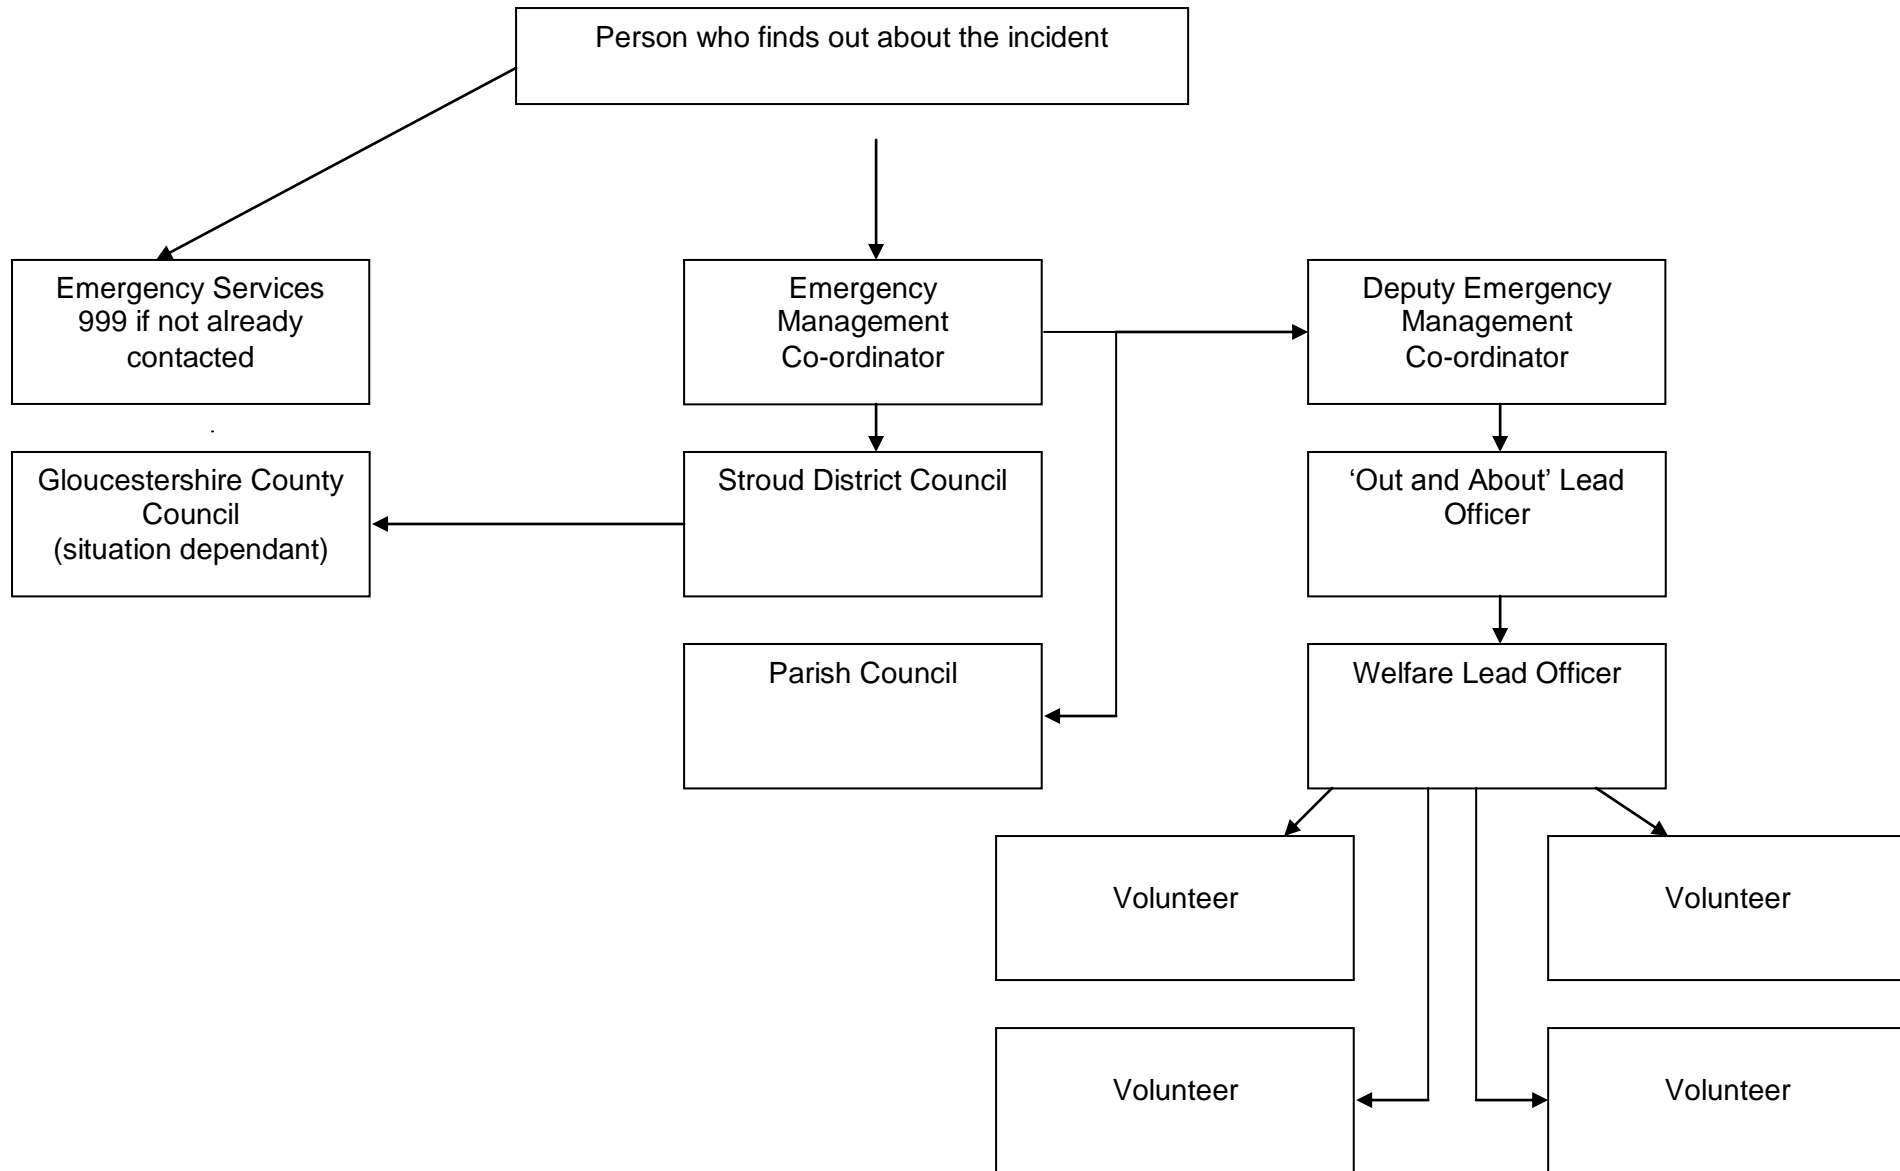 Person who finds out about the incident
Emergency Services
999 if not already
contacted
Emergency
Management
Co-ordinator
Deputy Emergency
Management
Co-ordinator
Gloucestershire County
Council
(situation dependant)
Stroud District Council
‘Out and About’ Lead
Officer
Parish Council
Welfare Lead Officer
Volunteer
Volunteer
Volunteer
Volunteer